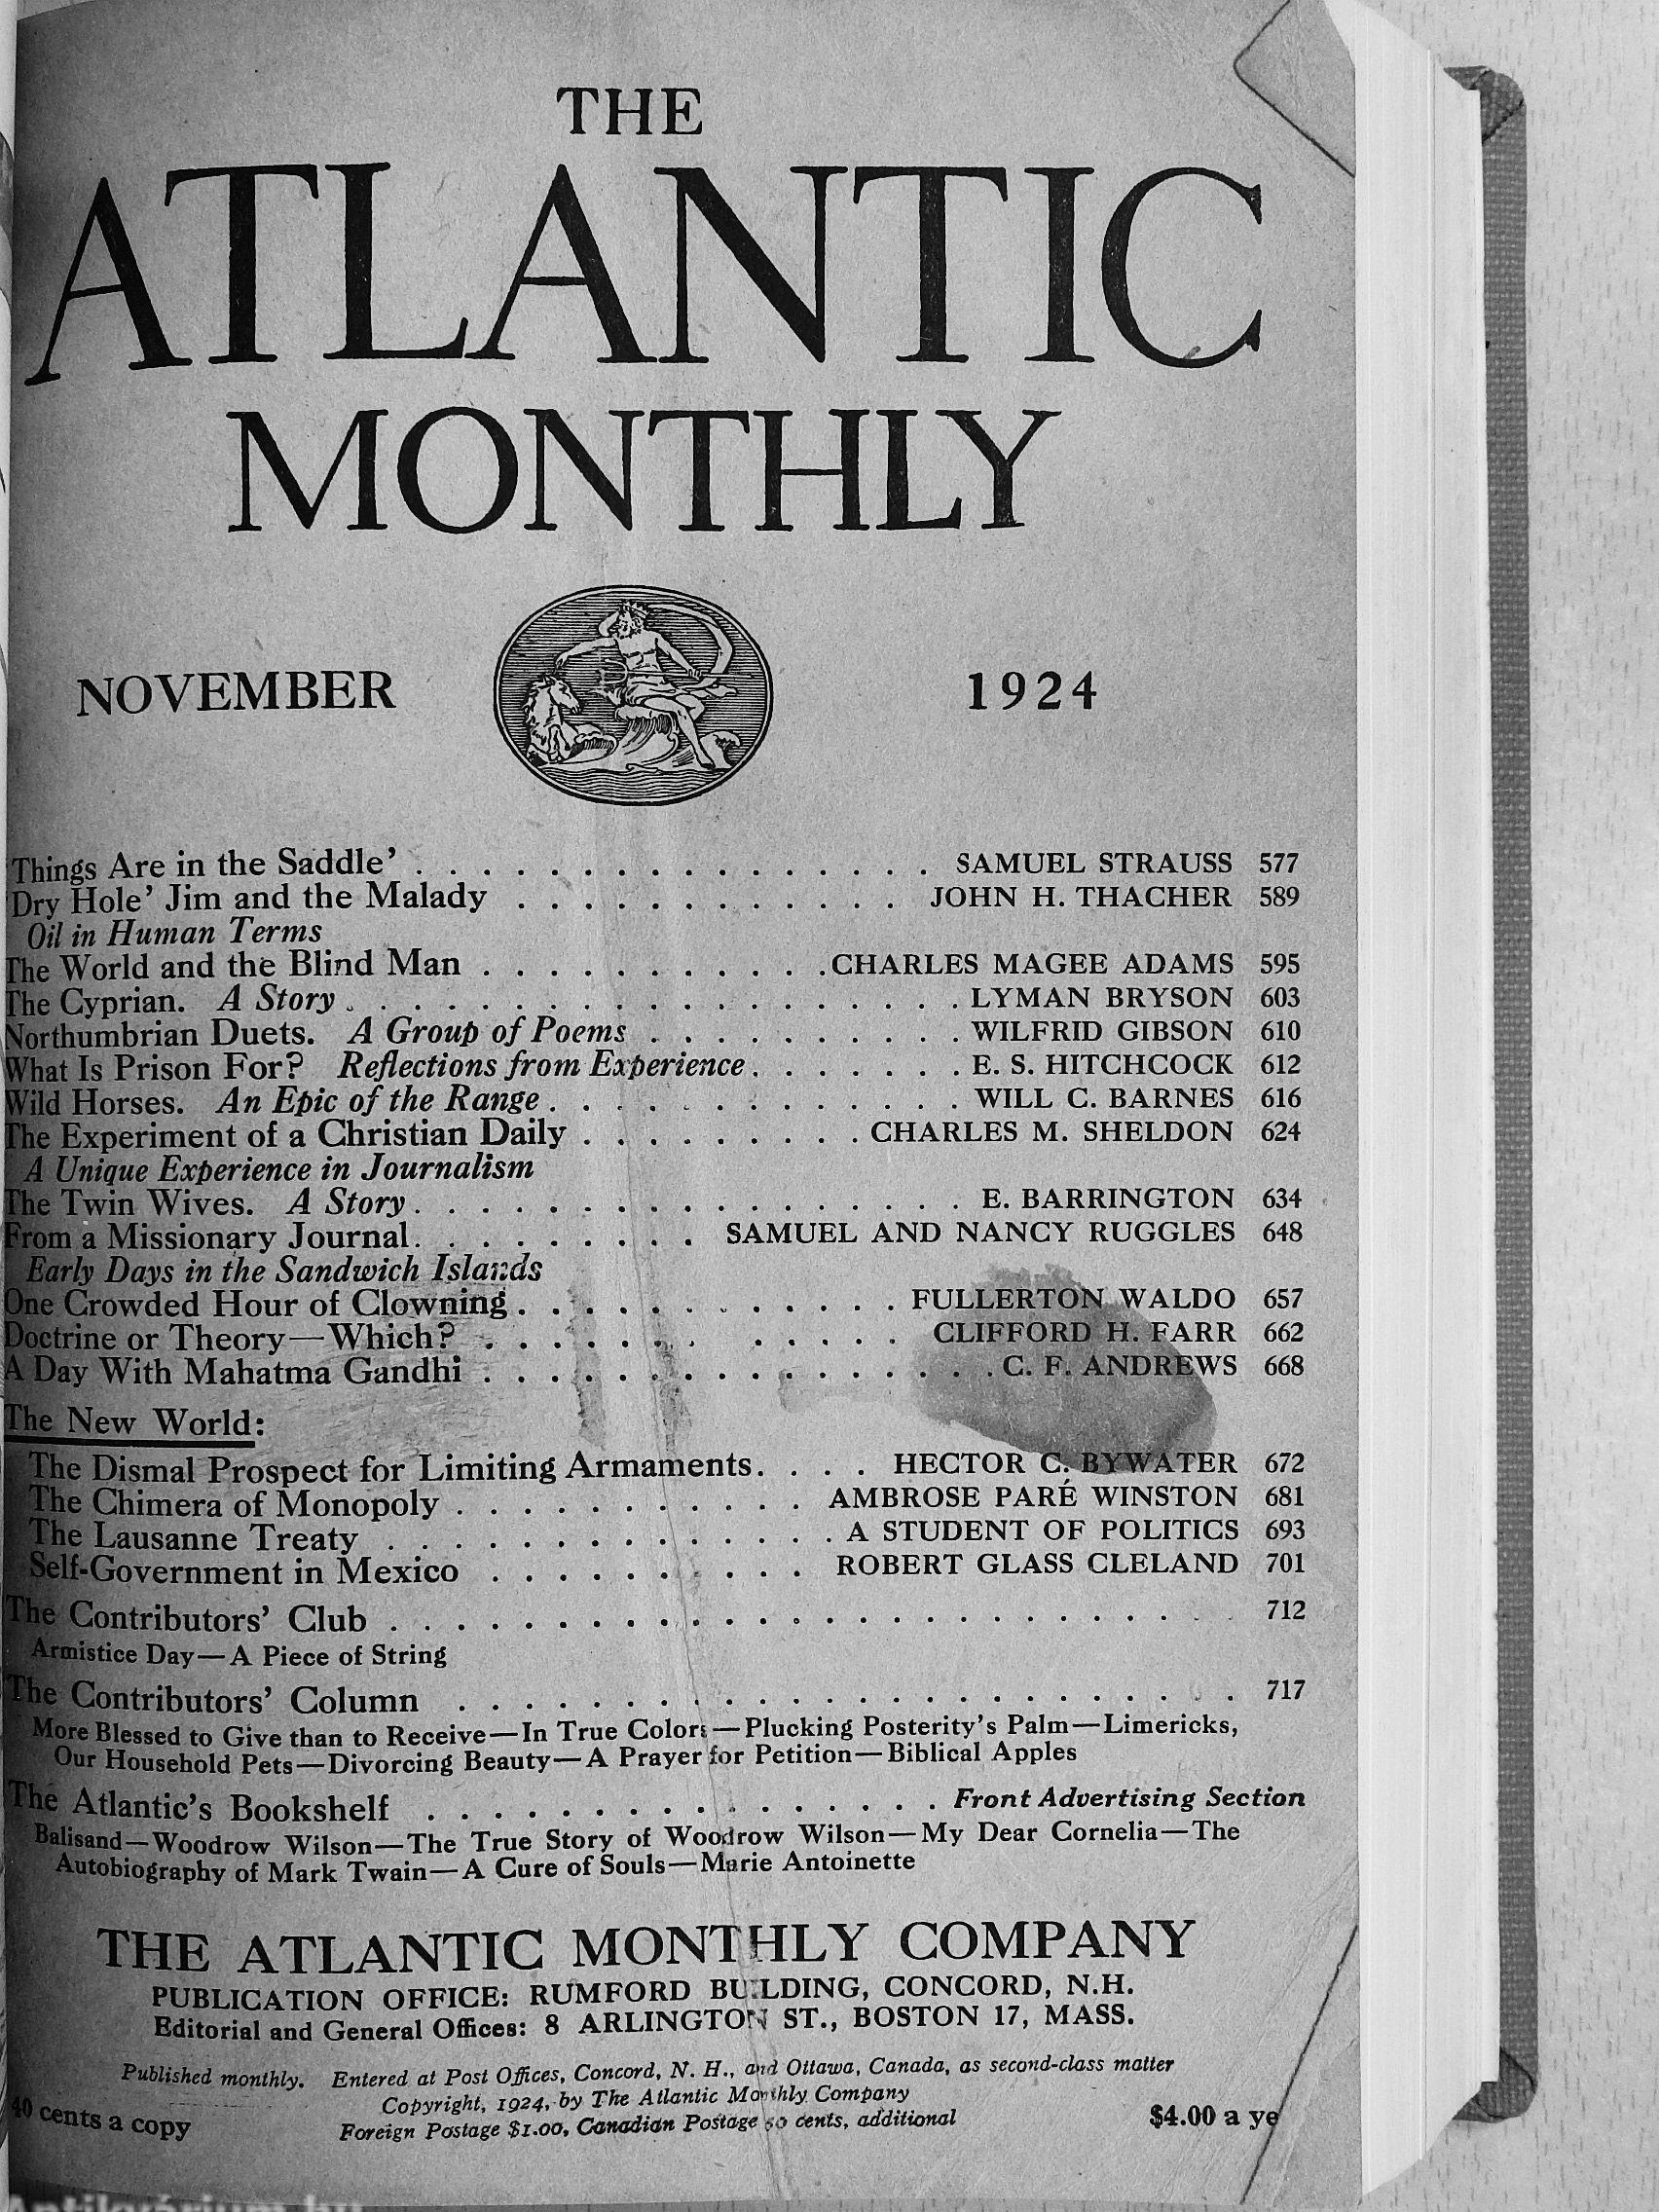 THE
ATLANTIC
MONTHLY
NOVEMBER 1924
Things Are in the Saddle' . . . . . . . . . . . . . . . . SAMUEL STRAUSS 577
'Dry Hole' Jim and the Malady . . . . . . . . . . . . JOHN H. THACHER 589
Oil in Human Terms
The World and the Blind Man . . . . . . . . . . . CHARLES MAGEE ADAMS 595
The Cyprian. A Story . . . . . . . . . . . . . . . . . . . LYMAN BRYSON 603
Northumbrian Duets. A Group of Poems . . . . . . . . . . WILFRID GIBSON 610
What Is Prison For? Reflections from Experience . . . . . . . E. S. HITCHCOCK 612
Wild Horses. An Epic of the Range . . . . . . . . . . . . . WILL C. BARNES 616
The Experiment of a Christian Daily . . . . . . . . . CHARLES M. SHELDON 624
A Unique Experience in Journalism
The Twin Wives. A Story . . . . . . . . . . . . . . . . . E. BARRINGTON 634
From a Missionary Journal . . . . . . . . . SAMUEL AND NANCY RUGGLES 648
Early Days in the Sandwich Islands
One Crowded Hour of Clowning . . . . . . . . . . . . FULLERTON WALDO 657
Doctrine or Theory—Which? . . . . . . . . . . . . CLIFFORD H. FARR 662
A Day With Mahatma Gandhi . . . . . . . . . . . . . . . . C. F. ANDREWS 668
The New World:
The Dismal Prospect for Limiting Armaments . . . . HECTOR C. BYWATER 672
The Chimera of Monopoly . . . . . . . . . . . AMBROSE PARÉ WINSTON 681
The Lausanne Treaty . . . . . . . . . . . . . . A STUDENT OF POLITICS 693
Self-Government in Mexico . . . . . . . . . . ROBERT GLASS CLELAND 701
The Contributors' Club . . . . . . . . . . . . . . . . . . . . . . . . . 712
Armistice Day—A Piece of String
The Contributors' Column . . . . . . . . . . . . . . . . . . . . . . . . 717
More Blessed to Give than to Receive—In True Colors—Plucking Posterity's Palm—Limericks,
Our Household Pets—Divorcing Beauty—A Prayer for Petition—Biblical Apples
The Atlantic's Bookshelf . . . . . . . . . . . . . . . . Front Advertising Section
Balisand—Woodrow Wilson—The True Story of Woodrow Wilson—My Dear Cornelia—The
Autobiography of Mark Twain—A Cure of Souls—Marie Antoinette
THE ATLANTIC MONTHLY COMPANY
PUBLICATION OFFICE: RUMFORD BUILDING, CONCORD, N.H.
Editorial and General Offices: 8 ARLINGTON ST., BOSTON 17, MASS.
Published monthly. Entered at Post Offices, Concord, N. H., and Ottawa, Canada, as second-class matter
Copyright, 1924, by The Atlantic Monthly Company
40 cents a copy Foreign Postage $1.00, Canadian Postage 50 cents, additional $4.00 a ye